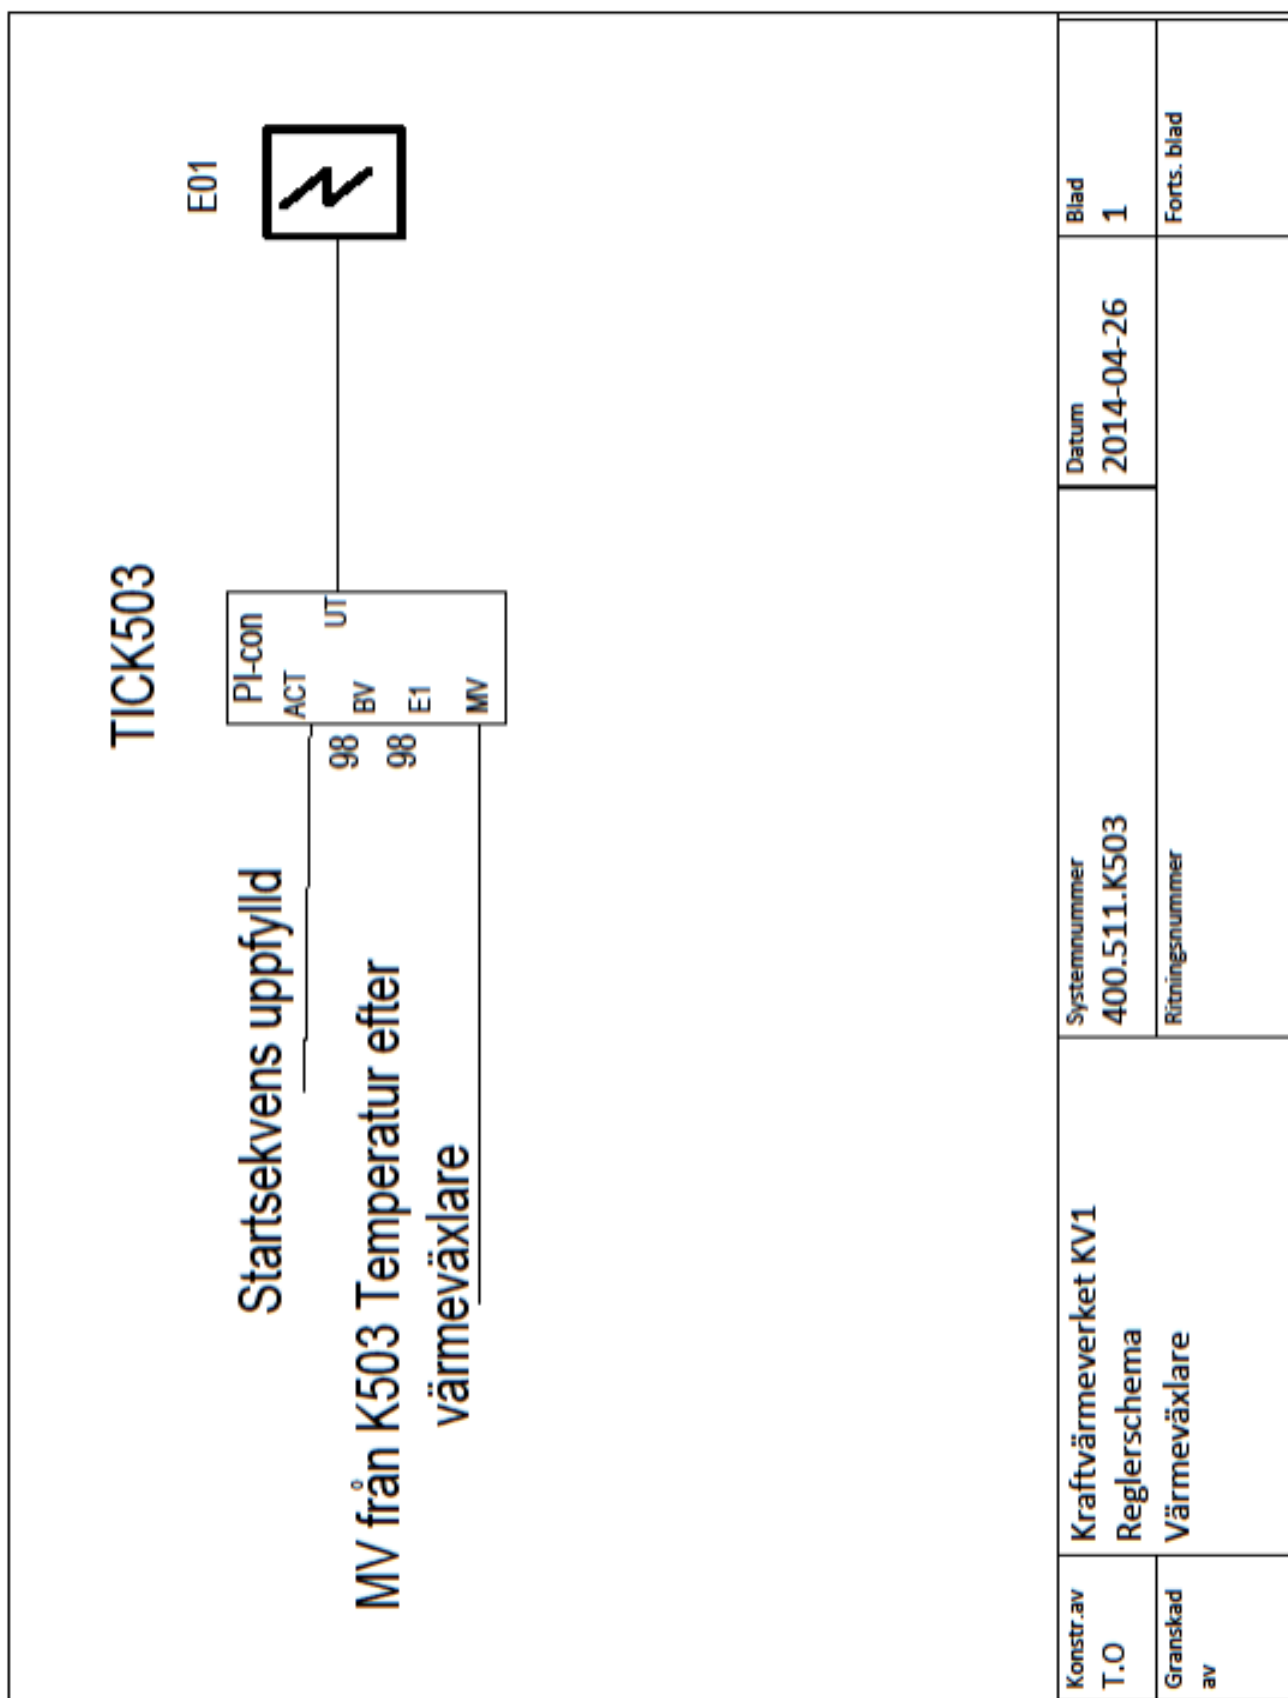 TICK503
E01
Startsekvens uppfylld
PI-con
ACT
UT
98
BV
98
E1
MV från K503 Temperatur efter
värmeväxlare
MV
Konstr.av
T.O
Kraftvärmeverket KV1
Reglerschema
Värmeväxlare
Systemnummer
400.511.K503
Datum
2014-04-26
Blad
1
Granskad
av
Ritningsnummer
Forts. blad